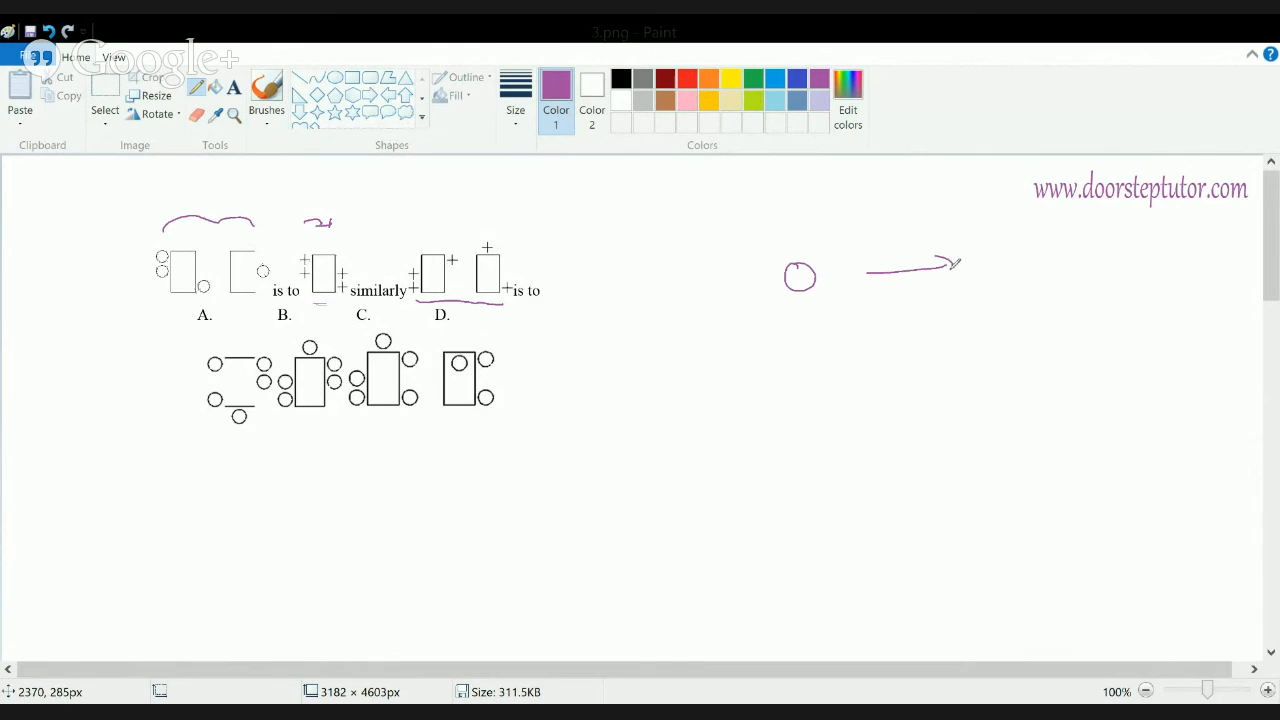 3.png - Paint
Google+
File Home View
Paste
Cut
Copy
Clipboard
Select
Crop
Resize
Rotate
Image
Tools
Brushes
Shapes
Outline
Fill
Size
Color
1
Color
2
Edit
colors
Colors
www.doorsteptutor.com
is to similarly is to
A. B. C. D.
2370, 285px
3182 × 4603px
Size: 311.5KB
100%